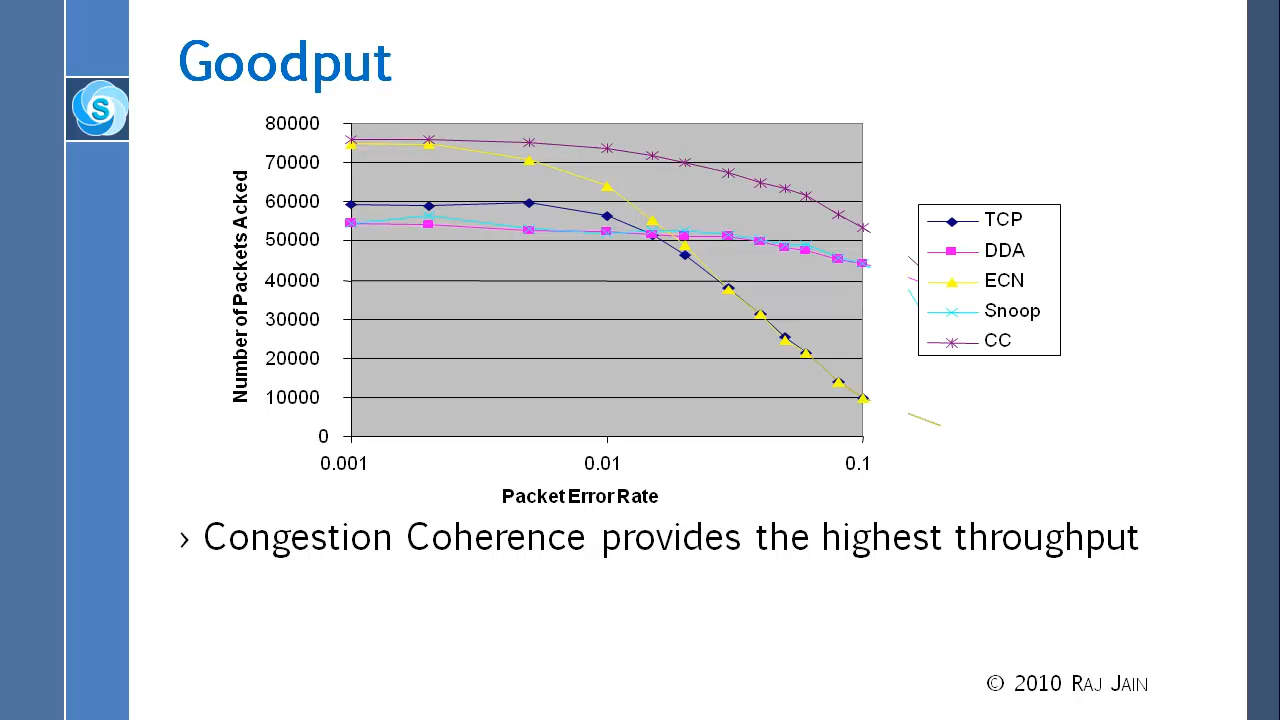 Goodput
S
80000
70000
60000
50000
40000
30000
20000
10000
0
Number of Packets Acked
0.001 0.01 0.1
Packet Error Rate
TCP
DDA
ECN
Snoop
CC
› Congestion Coherence provides the highest throughput
© 2010 RAJ JAIN